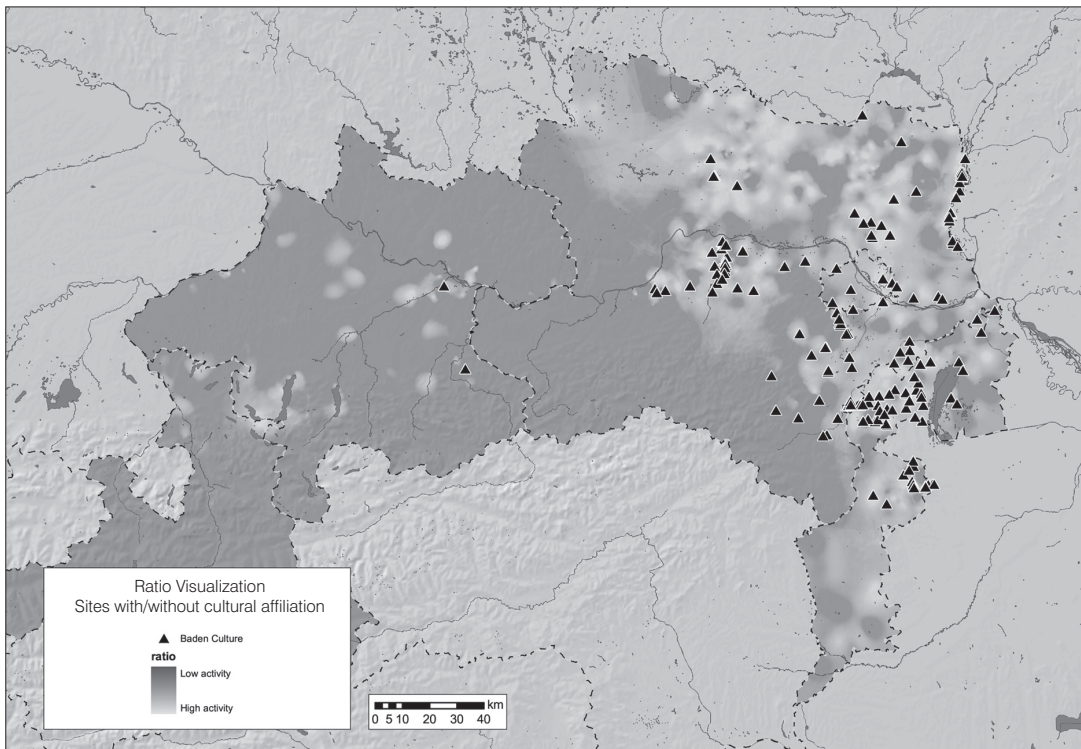 Ratio Visualization
Sites with/without cultural affiliation
Baden Culture
ratio
Low activity
High activity
km
0 5 10 20 30 40